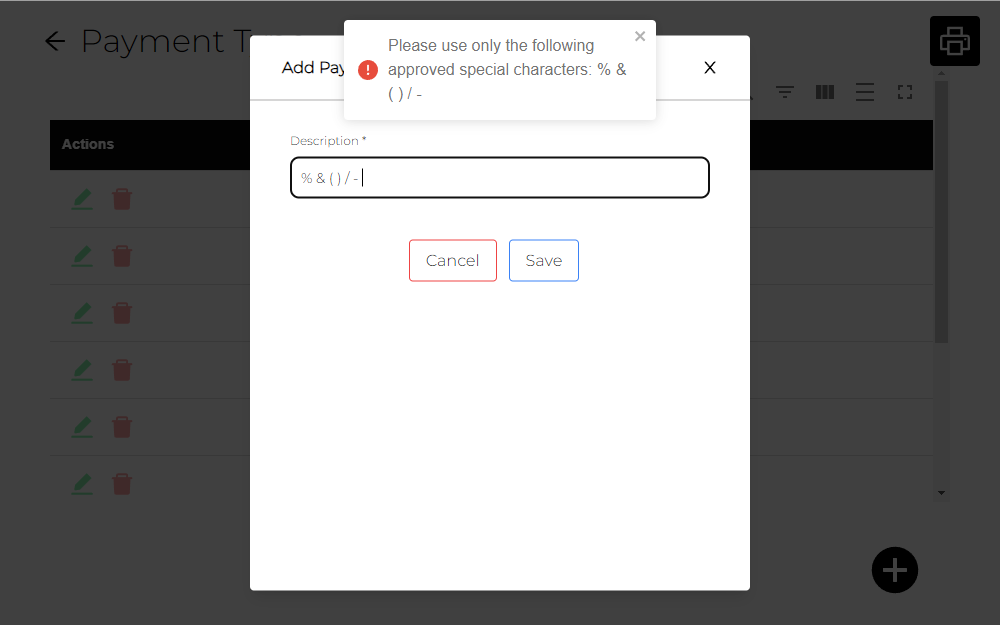 Payment T
Please use only the following
approved special characters: % &
( ) / -
Add Pay
X
Actions
Description *
% & ( ) / -
Cancel
Save